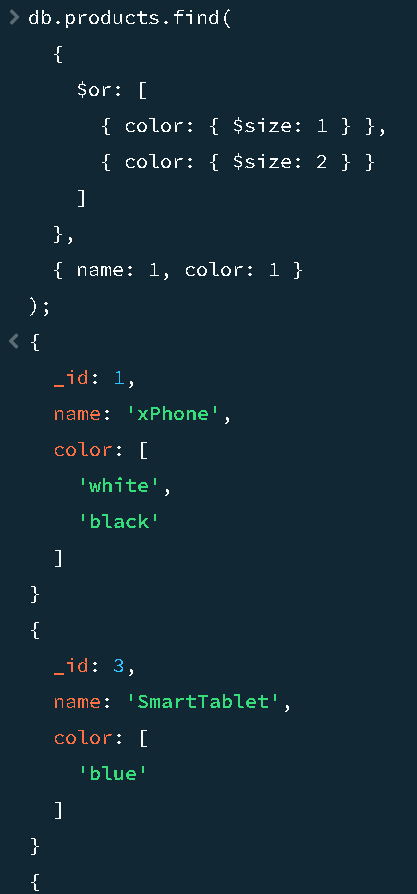 > db.products.find(
{
$or: [
{ color: { $size: 1 } },
{ color: { $size: 2 } }
]
},
{ name: 1, color: 1 }
);
< {
_id: 1,
name: 'xPhone',
color: [
'white',
'black'
]
}
{
_id: 3,
name: 'SmartTablet',
color: [
'blue'
]
}
{